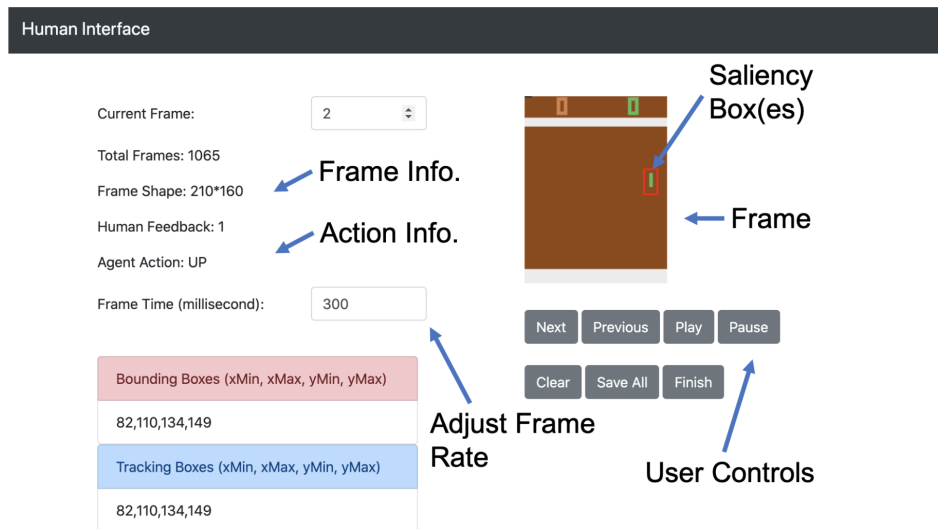 Human Interface
Saliency
Box(es)
Current Frame:
2
Total Frames: 1065
Frame Info.
Frame Shape: 210*160
Frame
Human Feedback: 1
Action Info.
Agent Action: UP
Frame Time (millisecond):
300
Next
Previous
Play
Pause
Bounding Boxes (xMin, xMax, yMin, yMax)
Clear
Save All
Finish
82,110,134,149
Adjust Frame
Rate
Tracking Boxes (xMin, xMax, yMin, yMax)
User Controls
82,110,134,149
0
0